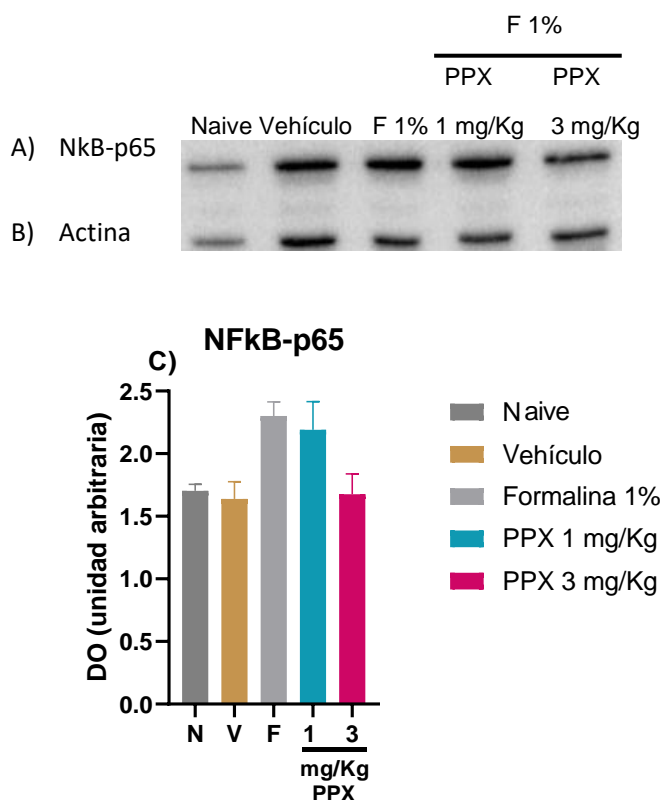 F 1%
PPX PPX
Naive Vehículo F 1% 1 mg/Kg 3 mg/Kg
A) NkB-p65
B) Actina
C) NFkB-p65
DO (unidad arbitraria)
2.5
2.0
1.5
1.0
0.5
0.0
N V F 1 3
mg/Kg
PPX
Naive
Vehículo
Formalina 1%
PPX 1 mg/Kg
PPX 3 mg/Kg